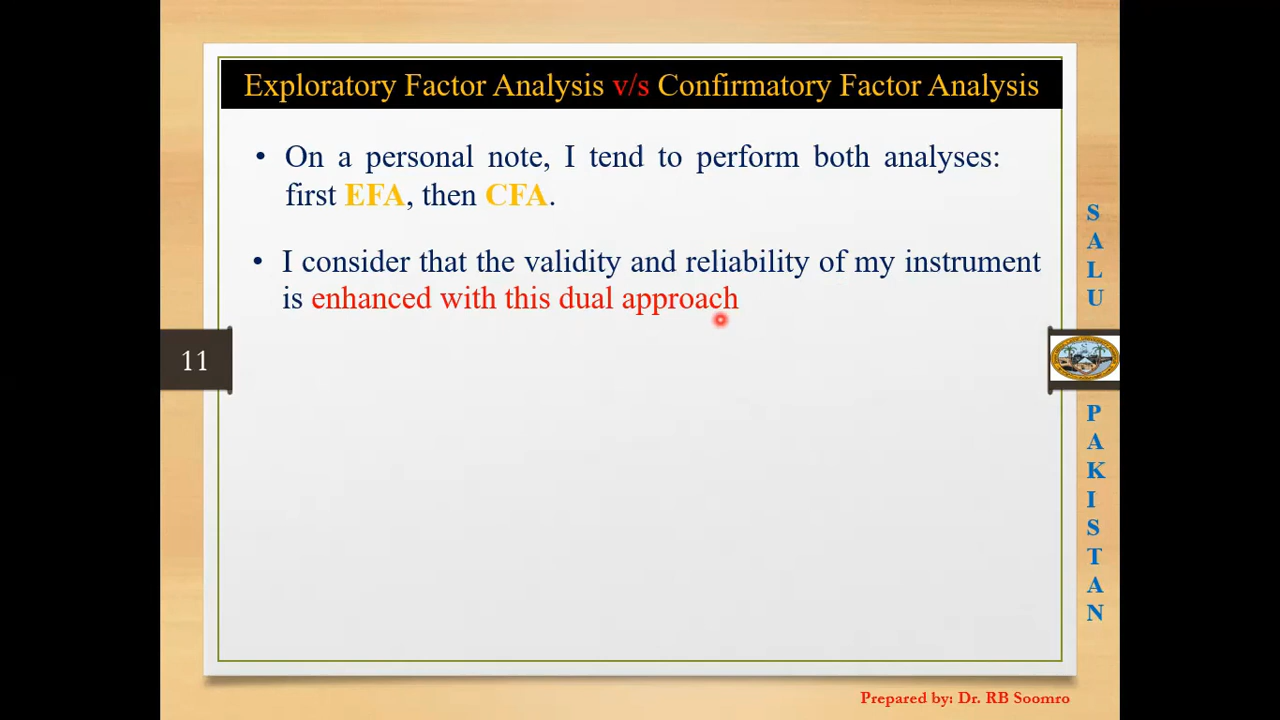 Exploratory Factor Analysis v/s Confirmatory Factor Analysis
• On a personal note, I tend to perform both analyses:
first EFA, then CFA.
• I consider that the validity and reliability of my instrument
is enhanced with this dual approach
11
SALU
PAKISTAN
Prepared by: Dr. RB Soomro